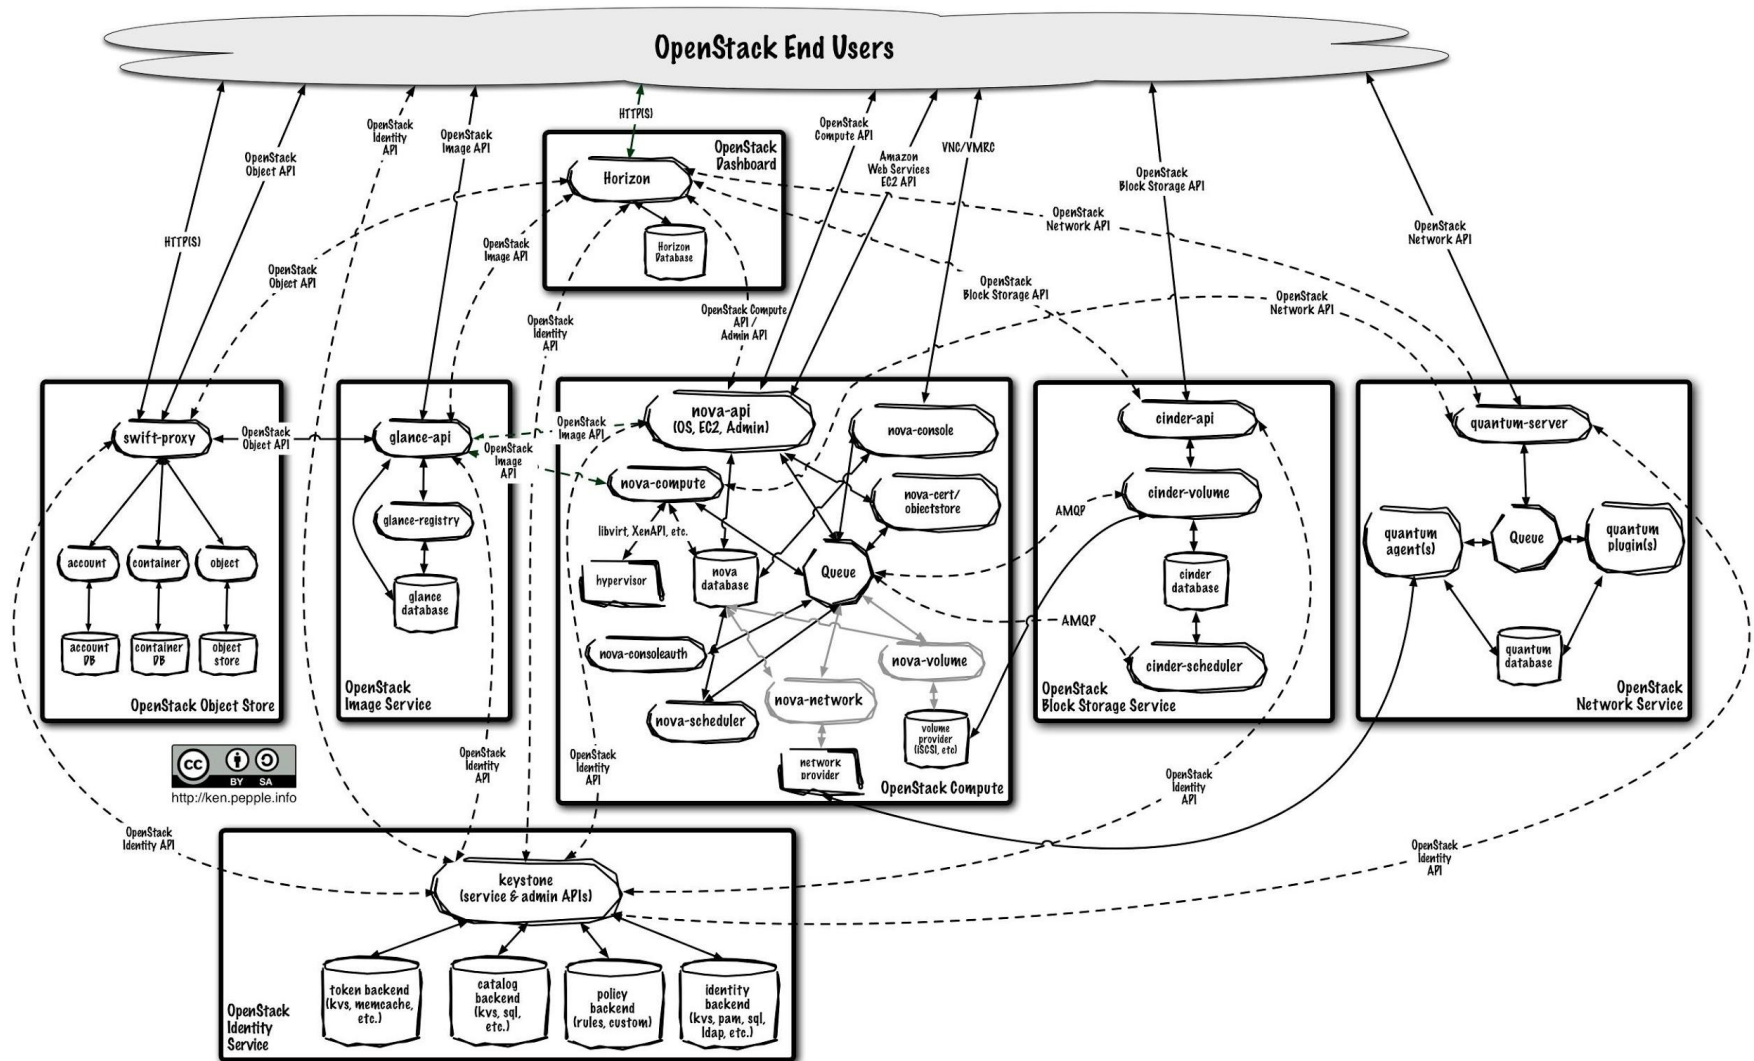 OpenStack End Users
HTTP(S)
OpenStack
Object API
OpenStack
Identity
API
OpenStack
Image API
HTTP(S)
OpenStack
Compute API
Amazon
Web Services
EC2 API
VNC/VMRC
OpenStack
Block Storage API
OpenStack
Network API
OpenStack
Dashboard
Horizon
Horizon
Database
OpenStack
Object API
OpenStack
Image API
OpenStack
Identity
API
OpenStack Compute
API /
Admin API
OpenStack
Network API
OpenStack
Block Storage API
OpenStack
Network API
swift-proxy
account
container
object
account
DB
container
DB
object
store
OpenStack Object Store
OpenStack
Object API
glance-api
glance-registry
glance
database
OpenStack
Image Service
OpenStack
Image API
OpenStack
Image
API
nova-api
(OS, EC2, Admin)
nova-console
nova-compute
nova-cert/
objectstore
libvirt, XenAPI, etc.
hypervisor
nova
database
Queue
nova-consoleauth
nova-volume
nova-network
nova-scheduler
volume
provider
(iSCSI, etc)
network
provider
OpenStack Compute
cinder-api
cinder-volume
AMQP
cinder
database
AMQP
cinder-scheduler
OpenStack
Block Storage Service
quantum-server
quantum
agent(s)
Queue
quantum
plugin(s)
quantum
database
OpenStack
Network Service
CC
BY SA
http://ken.pepple.info
OpenStack
Identity API
OpenStack
Identity
API
OpenStack
Identity
API
OpenStack
Identity
API
OpenStack
Identity
API
keystone
(service & admin APIs)
token backend
(kvs, memcache,
etc.)
catalog
backend
(kvs, sql,
etc.)
policy
backend
(rules, custom)
identity
backend
(kvs, pam, sql,
ldap, etc.)
OpenStack
Identity
Service